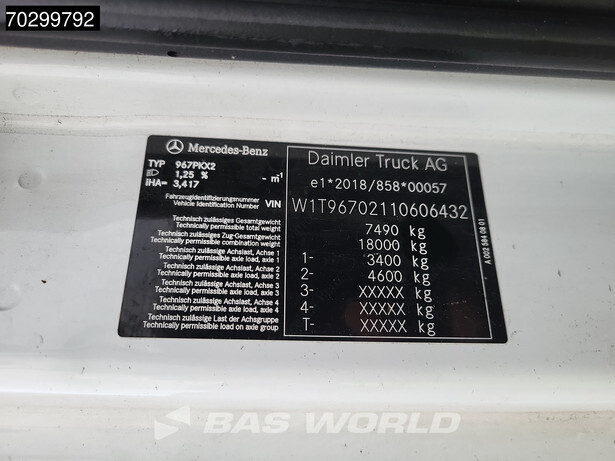 70299792
Mercedes-Benz
Daimler Truck AG
TYP 967PKX2
1,25 % - m⁻¹
iHA= 3,417
e1*2018/858*00057
Fahrzeugidentifizierungsnummer
Vehicle Identification Number VIN
W1T96702110606432
Technisch zulässiges Gesamtgewicht
Technically permissible total weight
7490 kg
Technisch zulässiges Zug-Gesamtgewicht
Technically permissible combination weight
18000 kg
Technisch zulässige Achslast, Achse 1
Technically permissible axle load, axle 1
1- 3400 kg
Technisch zulässige Achslast, Achse 2
Technically permissible axle load, axle 2
2- 4600 kg
Technisch zulässige Achslast, Achse 3
Technically permissible axle load, axle 3
3- XXXXX kg
Technisch zulässige Achslast, Achse 4
Technically permissible axle load, axle 4
4- XXXXX kg
Technisch zulässige Last der Achsgruppe
Technically permissible load on axle group
T- XXXXX kg
BAS WORLD